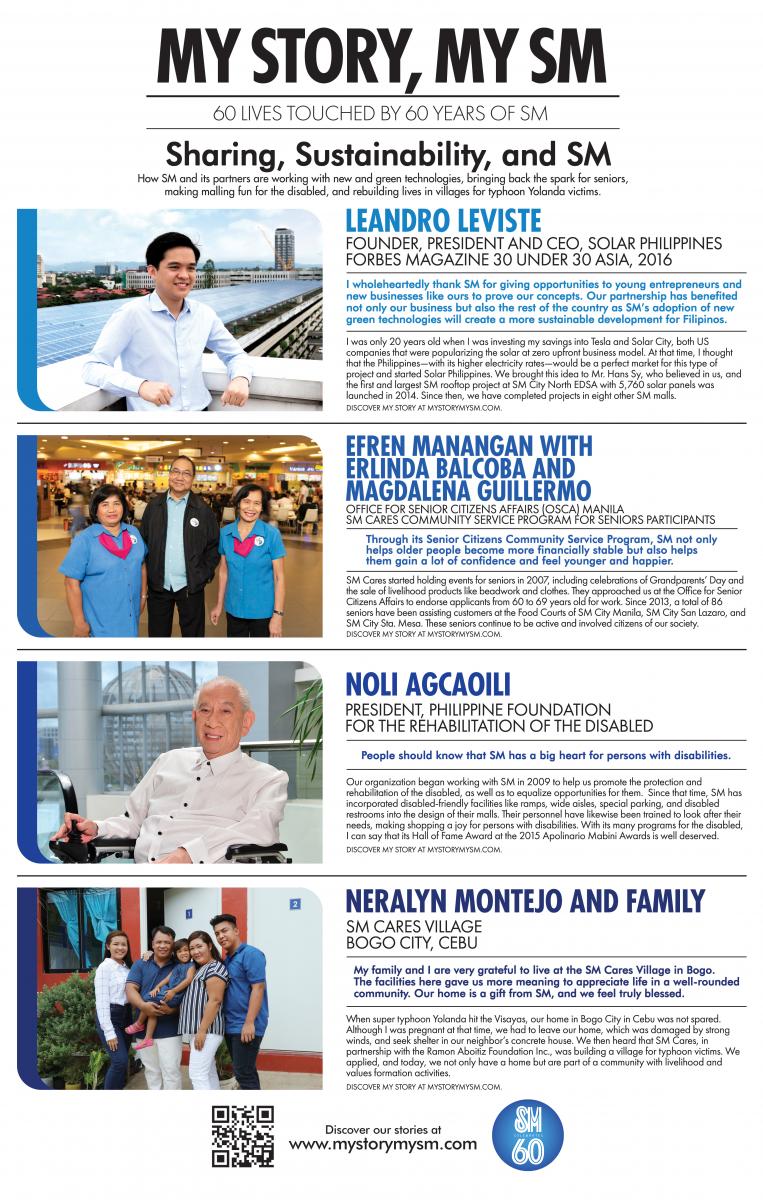 MY STORY, MY SM
60 LIVES TOUCHED BY 60 YEARS OF SM
Sharing, Sustainability, and SM
How SM and its partners are working with new and green technologies, bringing back the spark for seniors,
making malling fun for the disabled, and rebuilding lives in villages for typhoon Yolanda victims.
LEANDRO LEVISTE
FOUNDER, PRESIDENT AND CEO, SOLAR PHILIPPINES
FORBES MAGAZINE 30 UNDER 30 ASIA, 2016
I wholeheartedly thank SM for giving opportunities to young entrepreneurs and
new businesses like ours to prove our concepts. Our partnership has benefited
not only our business but also the rest of the country as SM's adoption of new
green technologies will create a more sustainable development for Filipinos.
I was only 20 years old when I was investing my savings into Tesla and Solar City, both US
companies that were popularizing the solar at zero upfront business model. At that time, I thought
that the Philippines—with its higher electricity rates—would be a perfect market for this type of
project and started Solar Philippines. We brought this idea to Mr. Hans Sy, who believed in us, and
the first and largest SM rooftop project at SM City North EDSA with 5,760 solar panels was
launched in 2014. Since then, we have completed projects in eight other SM malls.
DISCOVER MY STORY AT MYSTORYMYSM.COM.
EFREN MANANGAN WITH
ERLINDA BALCOBA AND
MAGDALENA GUILLERMO
OFFICE FOR SENIOR CITIZENS AFFAIRS (OSCA) MANILA
SM CARES COMMUNITY SERVICE PROGRAM FOR SENIORS PARTICIPANTS
Through its Senior Citizens Community Service Program, SM not only
helps older people become more financially stable but also helps
them gain a lot of confidence and feel younger and happier.
SM Cares started holding events for seniors in 2007, including celebrations of Grandparents' Day and
the sale of livelihood products like beadwork and clothes. They approached us at the Office for Senior
Citizens Affairs to endorse applicants from 60 to 69 years old for work. Since 2013, a total of 86
seniors have been assisting customers at the Food Courts of SM City Manila, SM City San Lazaro, and
SM City Sta. Mesa. These seniors continue to be active and involved citizens of our society.
DISCOVER MY STORY AT MYSTORYMYSM.COM.
NOLI AGCAOILI
PRESIDENT, PHILIPPINE FOUNDATION
FOR THE REHABILITATION OF THE DISABLED
People should know that SM has a big heart for persons with disabilities.
Our organization began working with SM in 2009 to help us promote the protection and
rehabilitation of the disabled, as well as to equalize opportunities for them. Since that time, SM has
incorporated disabled-friendly facilities like ramps, wide aisles, special parking, and disabled
restrooms into the design of their malls. Their personnel have likewise been trained to look after their
needs, making shopping a joy for persons with disabilities. With its many programs for the disabled,
I can say that its Hall of Fame Award at the 2015 Apolinario Mabini Awards is well deserved.
DISCOVER MY STORY AT MYSTORYMYSM.COM.
1
2
NERALYN MONTEJO AND FAMILY
SM CARES VILLAGE
BOGO CITY, CEBU
My family and I are very grateful to live at the SM Cares Village in Bogo.
The facilities here gave us more meaning to appreciate life in a well-rounded
community. Our home is a gift from SM, and we feel truly blessed.
When super typhoon Yolanda hit the Visayas, our home in Bogo City in Cebu was not spared.
Although I was pregnant at that time, we had to leave our home, which was damaged by strong
winds, and seek shelter in our neighbor's concrete house. We then heard that SM Cares, in
partnership with the Ramon Aboitiz Foundation Inc., was building a village for typhoon victims. We
applied, and today, we not only have a home but are part of a community with livelihood and
values formation activities.
DISCOVER MY STORY AT MYSTORYMYSM.COM.
Discover our stories at
www.mystorymysm.com
SM
CELEBRATES
60